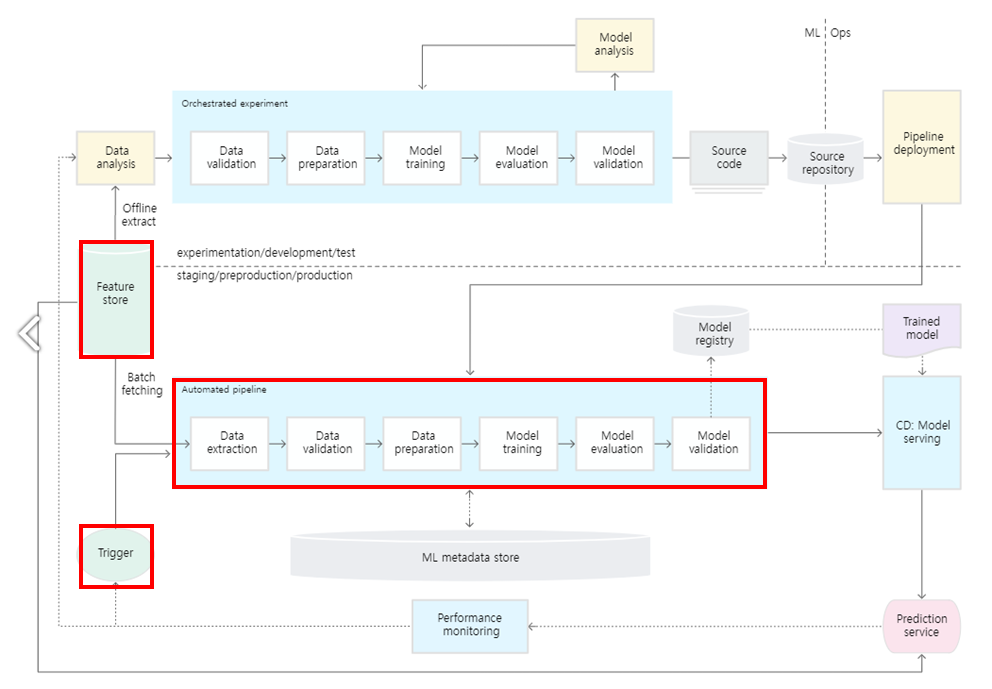 Model
analysis
ML
Ops
Orchestrated experiment
Data
analysis
Data
validation
Data
preparation
Model
training
Model
evaluation
Model
validation
Source
code
Source
repository
Pipeline
deployment
Offline
extract
experimentation/development/test
staging/preproduction/production
Feature
store
Model
registry
Trained
model
Batch
fetching
Automated pipeline
Data
extraction
Data
validation
Data
preparation
Model
training
Model
evaluation
Model
validation
CD: Model
serving
Trigger
ML metadata store
Performance
monitoring
Prediction
service